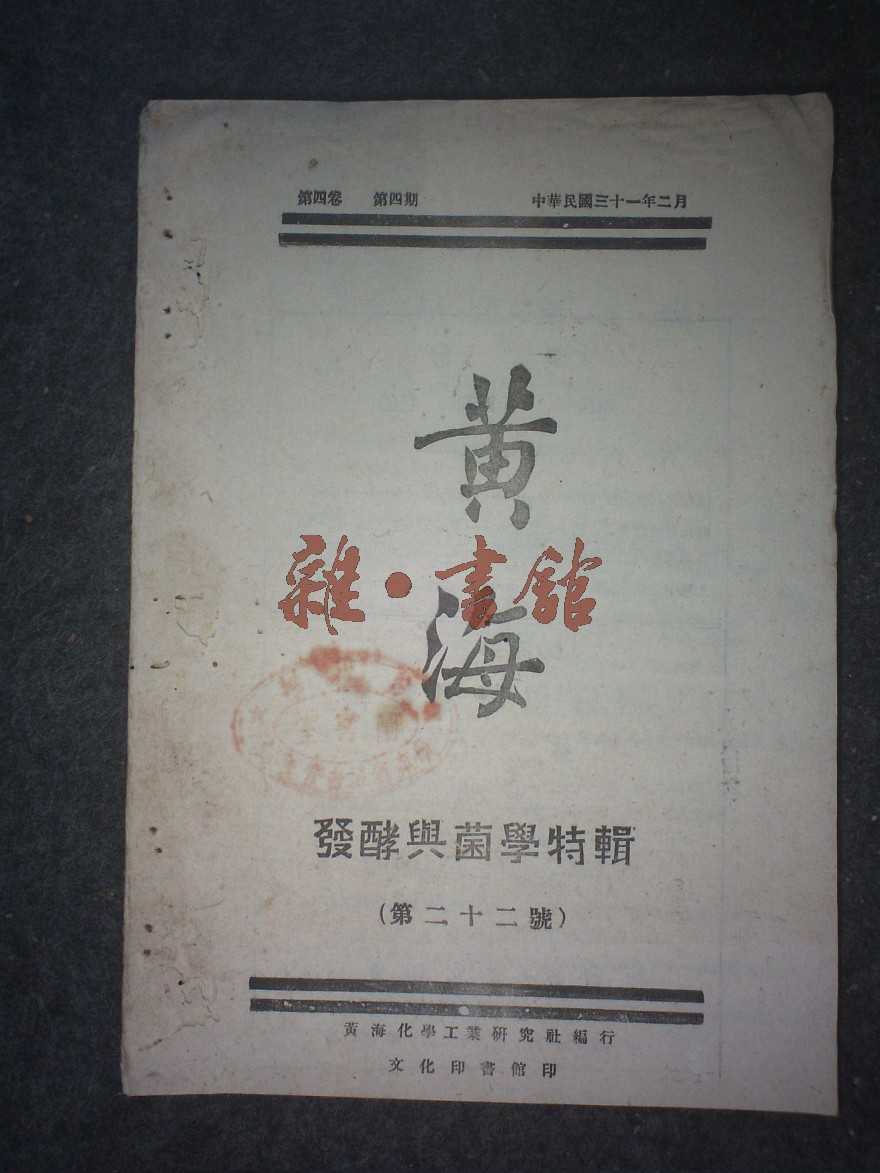 第四卷 第四期 中華民國三十一年二月
黄
海
雜·書舘
發酵與菌學特輯
(第二十二號)
黄海化學工業研究社編行
文化印書館印